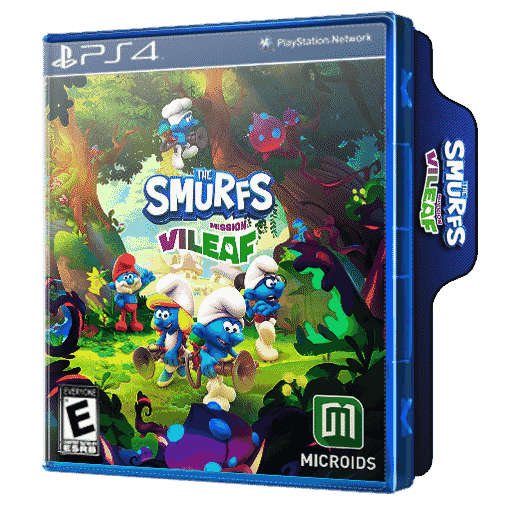 PS4
PlayStation Network
THE
SMURFS
MISSION
VILEAF
EVERYONE
E
ESRB
M
MICROIDS
THE
SMURFS
MISSION
VILEAF